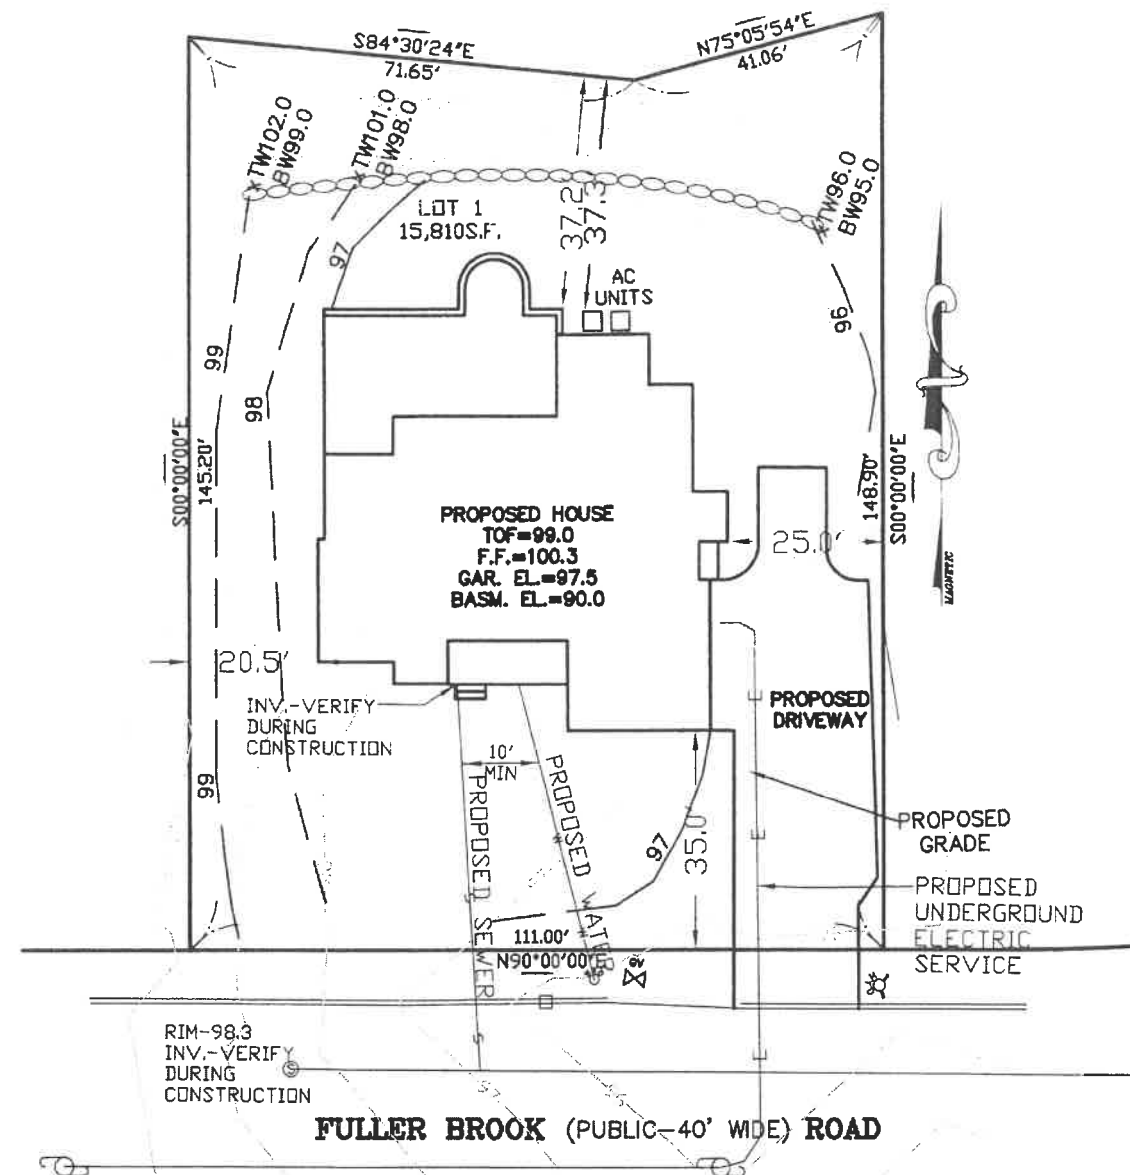 S84°30'24"E
71.65'
N75°05'54"E
41.06'
TW102.0
BW99.0
TW101.0
BW98.0
TW96.0
BW95.0
LOT 1
15,810S.F.
37.2
37.3
97
AC
UNITS
96
99
98
S00°00'00"E
145.20'
148.90'
S00°00'00"E
MAGNETIC
PROPOSED HOUSE
TOF=99.0
F.F.=100.3
GAR. EL.=97.5
BASM. EL.=90.0
25.0'
20.5'
INV.-VERIFY
DURING
CONSTRUCTION
PROPOSED
DRIVEWAY
10'
MIN
PROPOSED SEWER
PROPOSED WATER
99
97
35.0'
E
E
E
PROPOSED
GRADE
PROPOSED
UNDERGROUND
ELECTRIC
SERVICE
111.00'
N90°00'00"
S
S
RIM-98.3
INV.-VERIFY
DURING
CONSTRUCTION
S
97
FULLER BROOK (PUBLIC-40' WIDE) ROAD